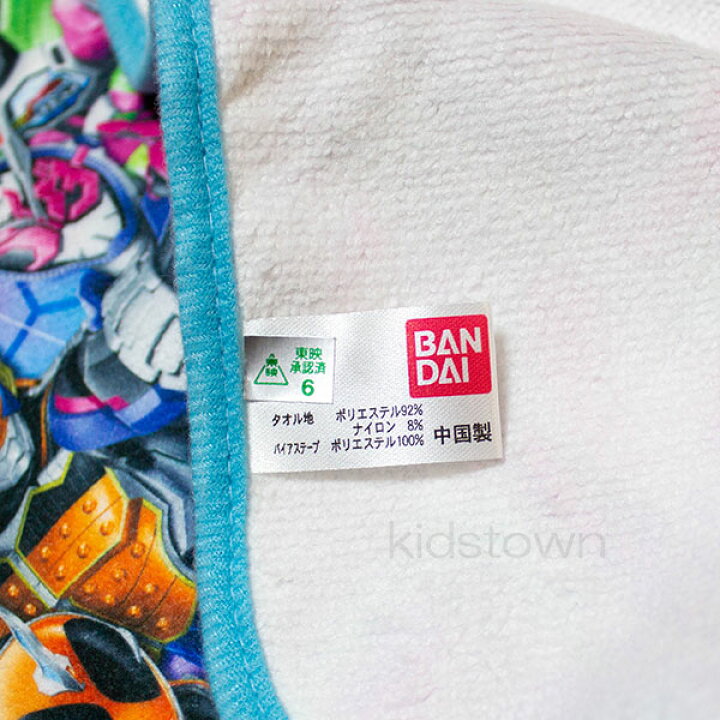 東映
承認済
6
東映
BAN
DAI
タオル地 ポリエステル92%
ナイロン 8%
バイアステープ ポリエステル100%
中国製
kidstown